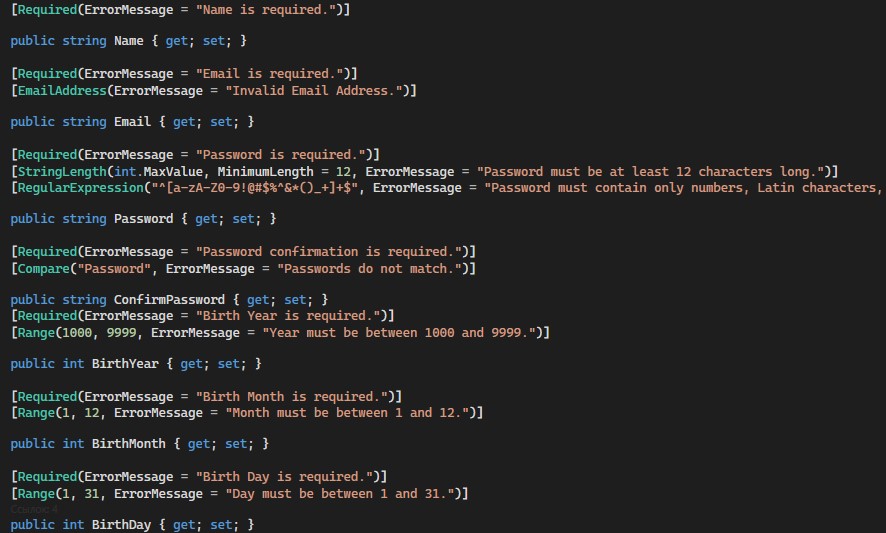 [Required(ErrorMessage = "Name is required.")]
public string Name { get; set; }
[Required(ErrorMessage = "Email is required.")]
[EmailAddress(ErrorMessage = "Invalid Email Address.")]
public string Email { get; set; }
[Required(ErrorMessage = "Password is required.")]
[StringLength(int.MaxValue, MinimumLength = 12, ErrorMessage = "Password must be at least 12 characters long.")]
[RegularExpression("^[a-zA-Z0-9!@#$%^&*()_+]+$", ErrorMessage = "Password must contain only numbers, Latin characters,
public string Password { get; set; }
[Required(ErrorMessage = "Password confirmation is required.")]
[Compare("Password", ErrorMessage = "Passwords do not match.")]
public string ConfirmPassword { get; set; }
[Required(ErrorMessage = "Birth Year is required.")]
[Range(1000, 9999, ErrorMessage = "Year must be between 1000 and 9999.")]
public int BirthYear { get; set; }
[Required(ErrorMessage = "Birth Month is required.")]
[Range(1, 12, ErrorMessage = "Month must be between 1 and 12.")]
public int BirthMonth { get; set; }
[Required(ErrorMessage = "Birth Day is required.")]
[Range(1, 31, ErrorMessage = "Day must be between 1 and 31.")]
Ссылок: 4
public int BirthDay { get; set; }